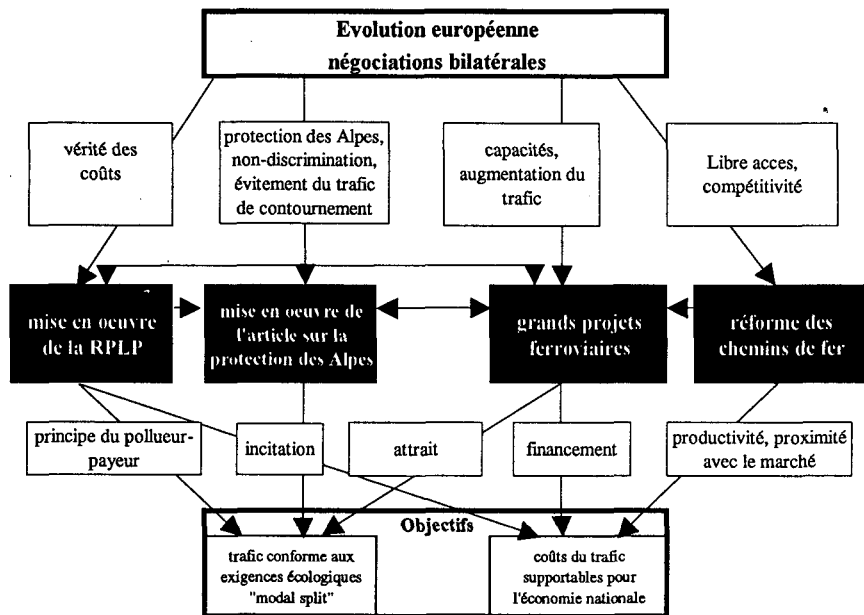 Evolution européenne
négociations bilatérales
vérité des
coûts
protection des Alpes,
non-discrimination,
évitement du trafic
de contournement
capacités,
augmentation du
trafic
Libre acces,
compétitivité
mise en oeuvre
de la RPLP
mise en oeuvre de
l'article sur la
protection des Alpes
grands projets
ferroviaires
réforme des
chemins de fer
principe du pollueur-
payeur
incitation
attrait
financement
productivité, proximité
avec le marché
Objectifs
trafic conforme aux
exigences écologiques
"modal split"
coûts du trafic
supportables pour
l'économie nationale